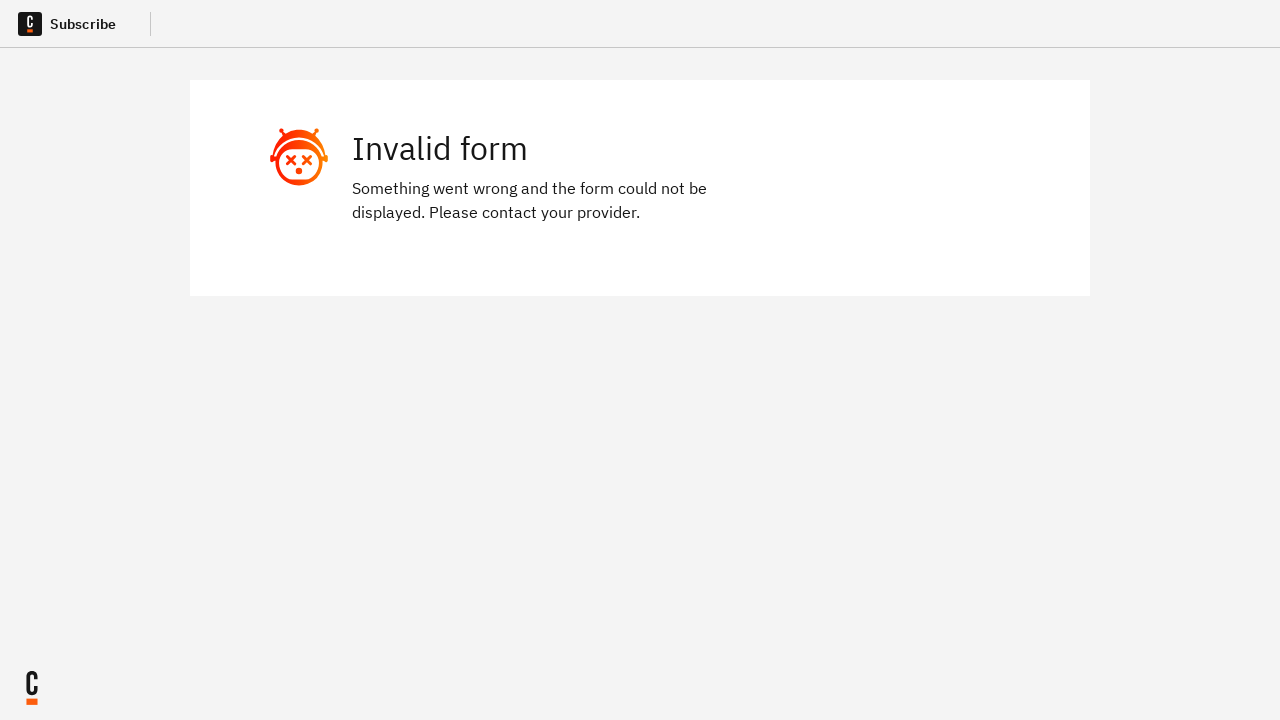 C Subscribe
Invalid form
Something went wrong and the form could not be
displayed. Please contact your provider.
C